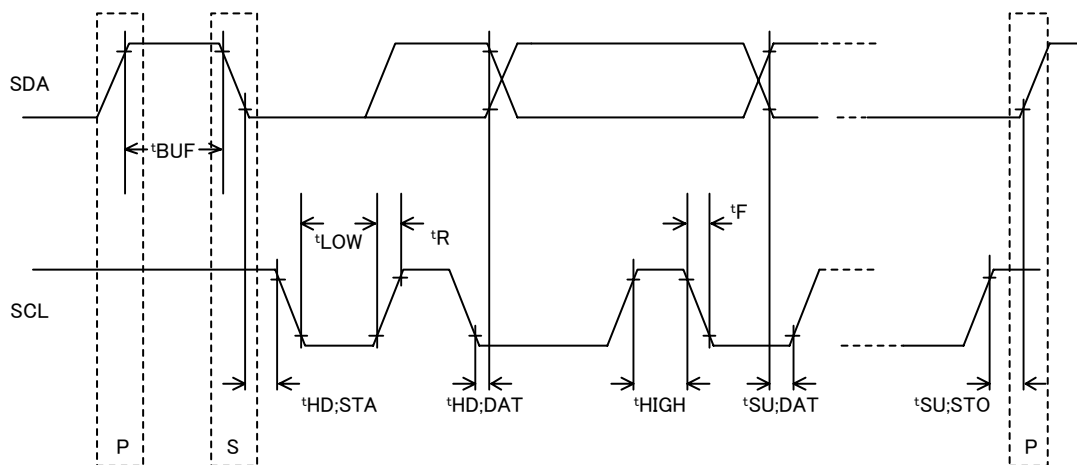 SDA
tBUF
tLOW
tR
tF
SCL
tHD;STA
tHD;DAT
tHIGH
tSU;DAT
tSU;STO
P
S
P